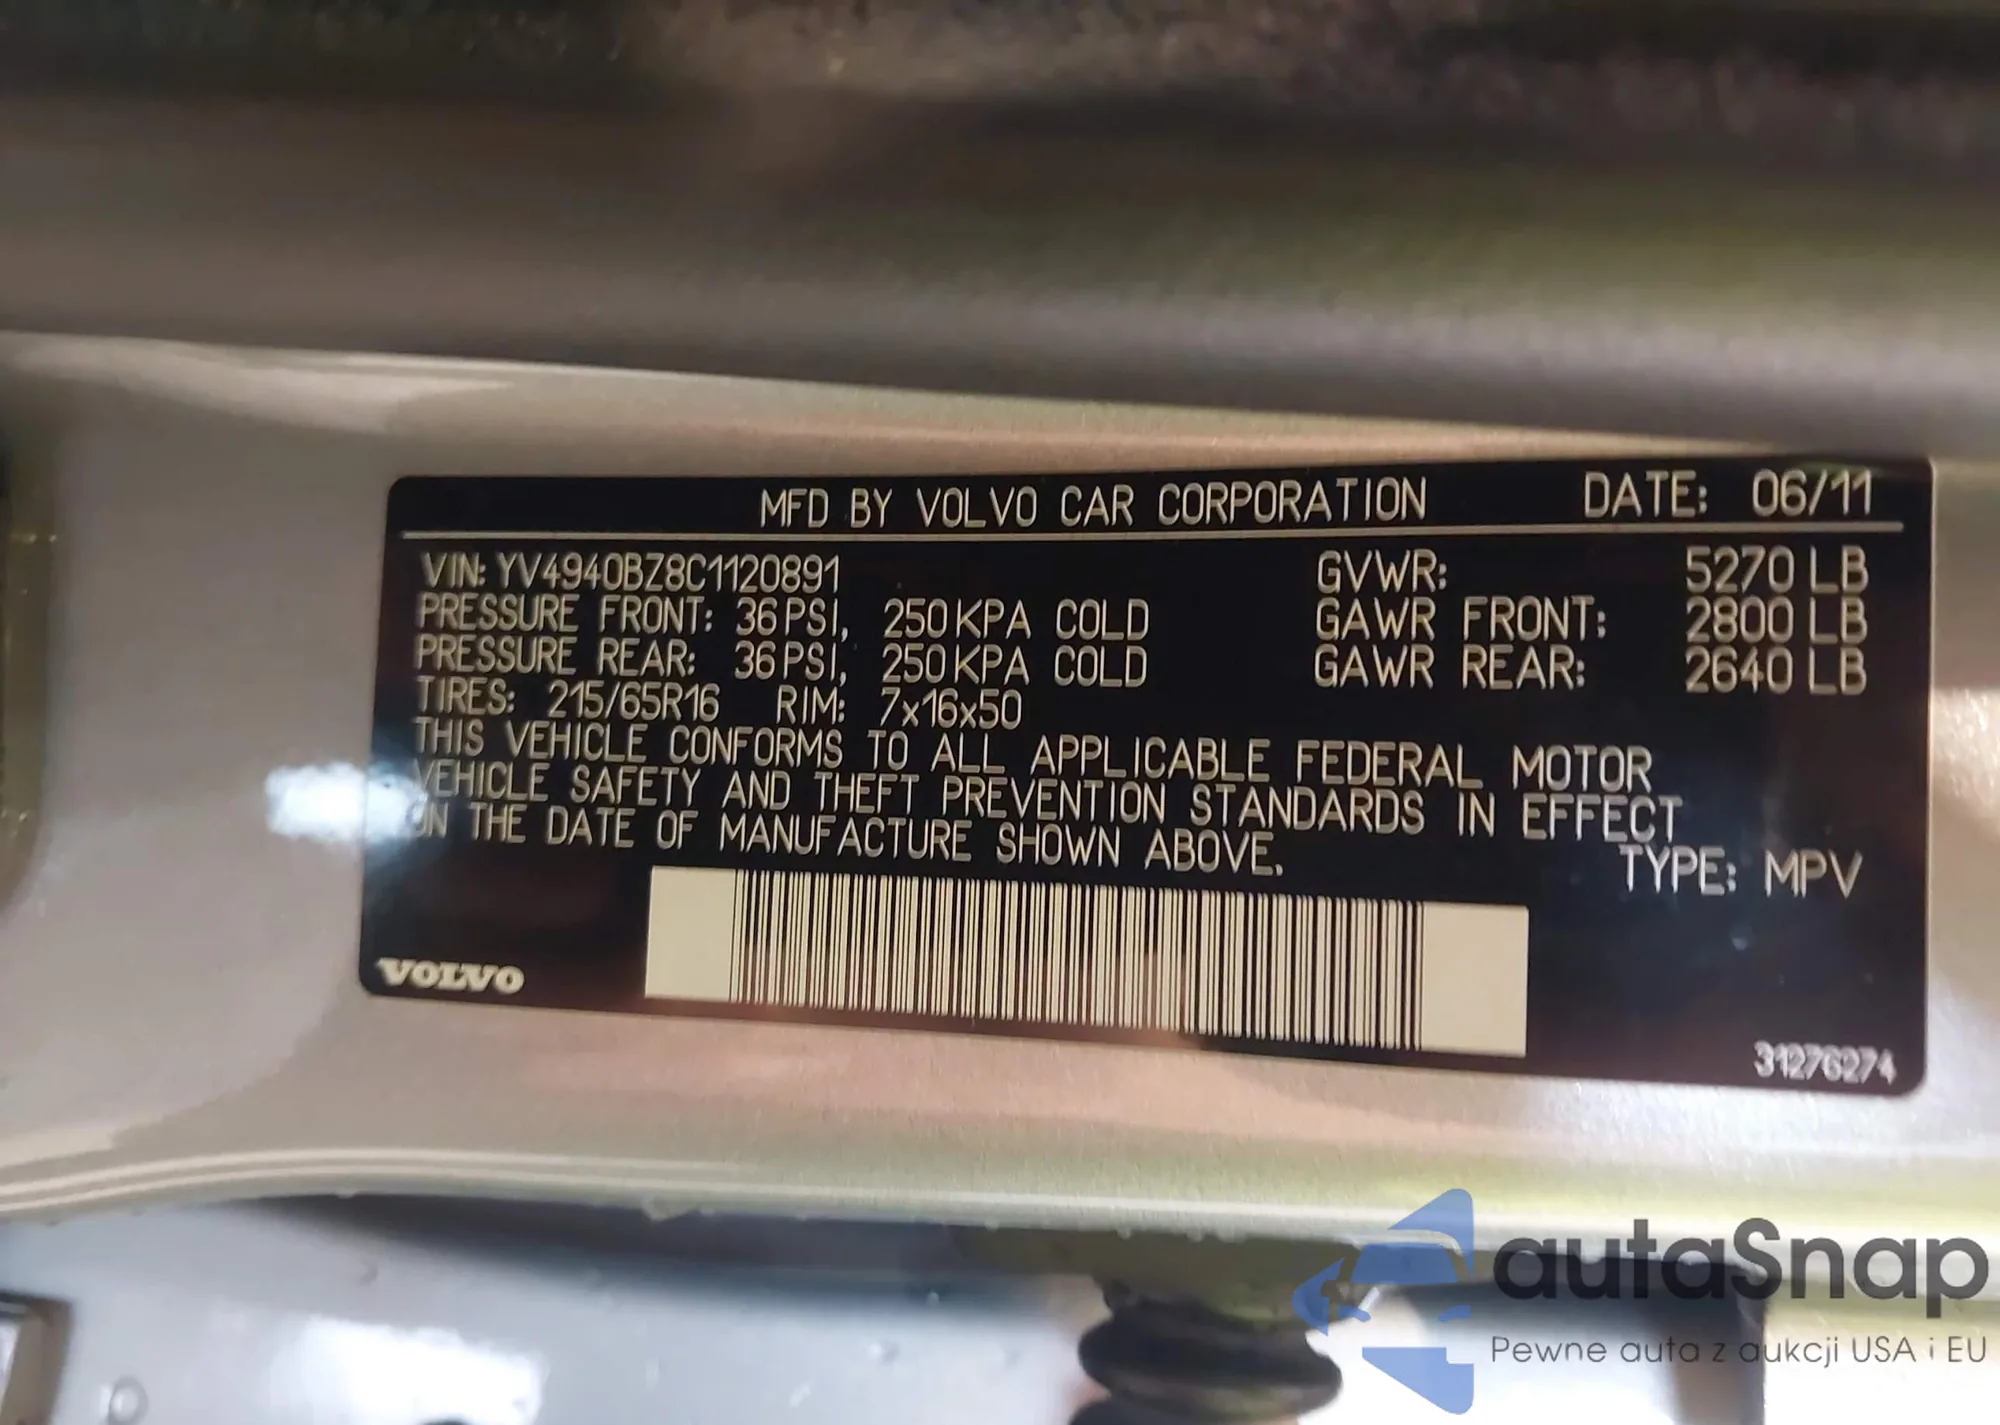 MFD BY VOLVO CAR CORPORATION DATE: 06/11
VIN: YV4940BZ8C1120891 GVWR: 5270 LB
PRESSURE FRONT: 36 PSI, 250 KPA COLD GAWR FRONT: 2800 LB
PRESSURE REAR: 36 PSI, 250 KPA COLD GAWR REAR: 2640 LB
TIRES: 215/65R16 RIM: 7x16x50
THIS VEHICLE CONFORMS TO ALL APPLICABLE FEDERAL MOTOR
VEHICLE SAFETY AND THEFT PREVENTION STANDARDS IN EFFECT
ON THE DATE OF MANUFACTURE SHOWN ABOVE.
TYPE: MPV
VOLVO
31276274
autaSnap
Pewne auta z aukcji USA i EU